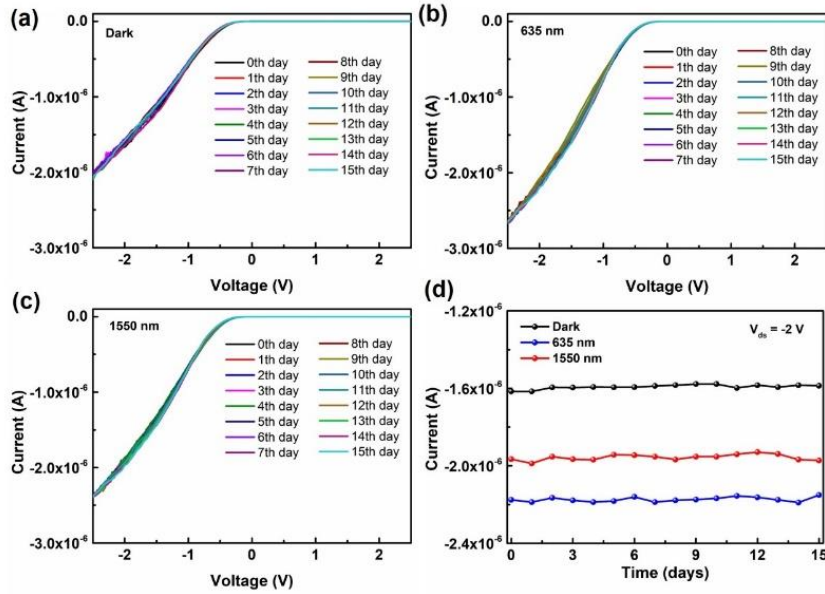 (a)
Dark
0.0
-1.0x10⁻⁶
-2.0x10⁻⁶
-3.0x10⁻⁶
Current (A)
0th day 8th day
1th day 9th day
2th day 10th day
3th day 11th day
4th day 12th day
5th day 13th day
6th day 14th day
7th day 15th day
-2 -1 0 1 2
Voltage (V)
(b)
635 nm
0.0
-1.0x10⁻⁶
-2.0x10⁻⁶
-3.0x10⁻⁶
Current (A)
0th day 8th day
1th day 9th day
2th day 10th day
3th day 11th day
4th day 12th day
5th day 13th day
6th day 14th day
7th day 15th day
-2 -1 0 1 2
Voltage (V)
(c)
1550 nm
0.0
-1.0x10⁻⁶
-2.0x10⁻⁶
-3.0x10⁻⁶
Current (A)
0th day 8th day
1th day 9th day
2th day 10th day
3th day 11th day
4th day 12th day
5th day 13th day
6th day 14th day
7th day 15th day
-2 -1 0 1 2
Voltage (V)
(d)
-1.2x10⁻⁶
-1.6x10⁻⁶
-2.0x10⁻⁶
-2.4x10⁻⁶
Current (A)
Dark
635 nm
1550 nm
V_ds = -2 V
0 3 6 9 12 15
Time (days)